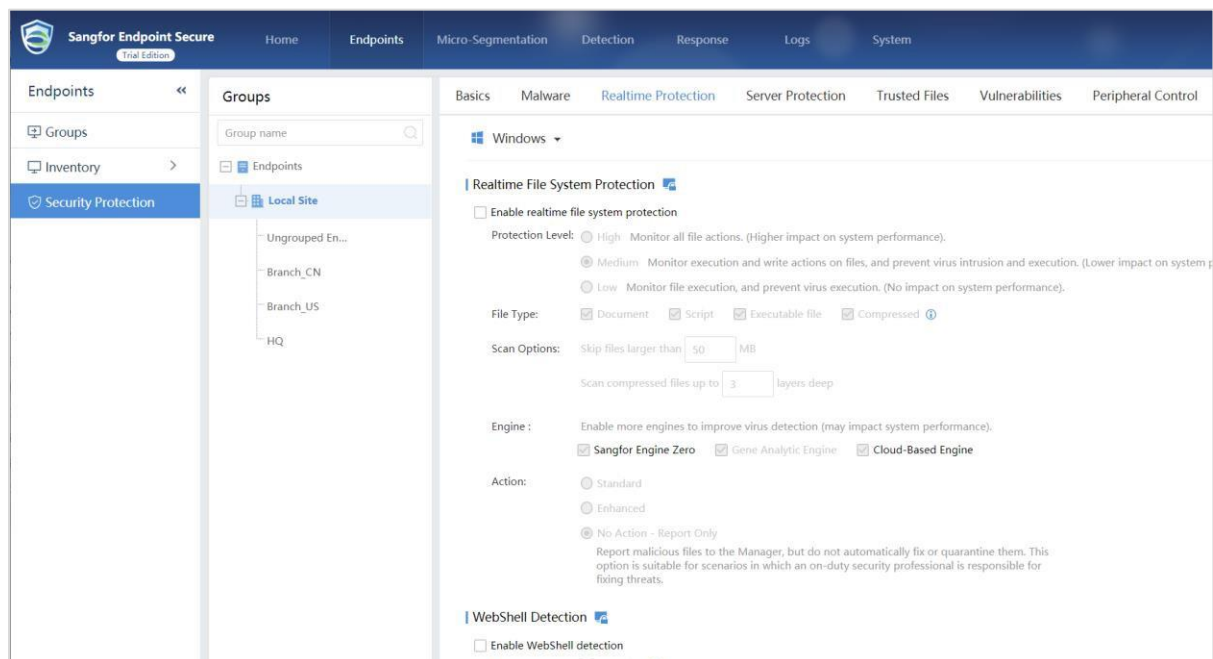 Sangfor Endpoint Secure
Trial Edition
Home
Endpoints
Micro-Segmentation
Detection
Response
Logs
System
Endpoints
Groups
Inventory
Security Protection
Groups
Group name
Endpoints
Local Site
Ungrouped En...
Branch_CN
Branch_US
HQ
Basics
Malware
Realtime Protection
Server Protection
Trusted Files
Vulnerabilities
Peripheral Control
Windows
Realtime File System Protection
Enable realtime file system protection
Protection Level: High Monitor all file actions. (Higher impact on system performance).
Medium Monitor execution and write actions on files, and prevent virus intrusion and execution. (Lower impact on system
Low Monitor file execution, and prevent virus execution. (No impact on system performance).
File Type: Document Script Executable file Compressed
Scan Options: Skip files larger than 50 MB
Scan compressed files up to 3 layers deep
Engine : Enable more engines to improve virus detection (may impact system performance).
Sangfor Engine Zero Gene Analytic Engine Cloud-Based Engine
Action: Standard
Enhanced
No Action - Report Only
Report malicious files to the Manager, but do not automatically fix or quarantine them. This
option is suitable for scenarios in which an on-duty security professional is responsible for
fixing threats.
WebShell Detection
Enable WebShell detection